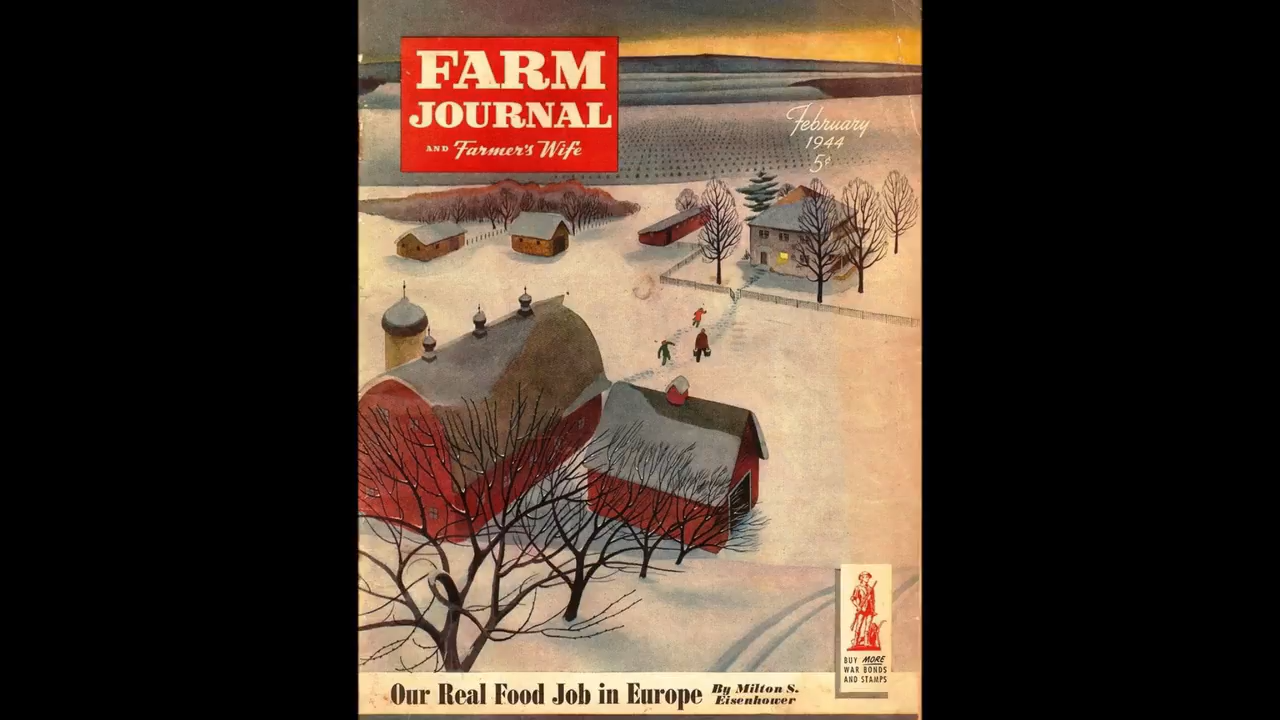 FARM
JOURNAL
AND Farmer's Wife
February
1944
5¢
BUY MORE
WAR BONDS
AND STAMPS
Our Real Food Job in Europe
By Milton S.
Eisenhower